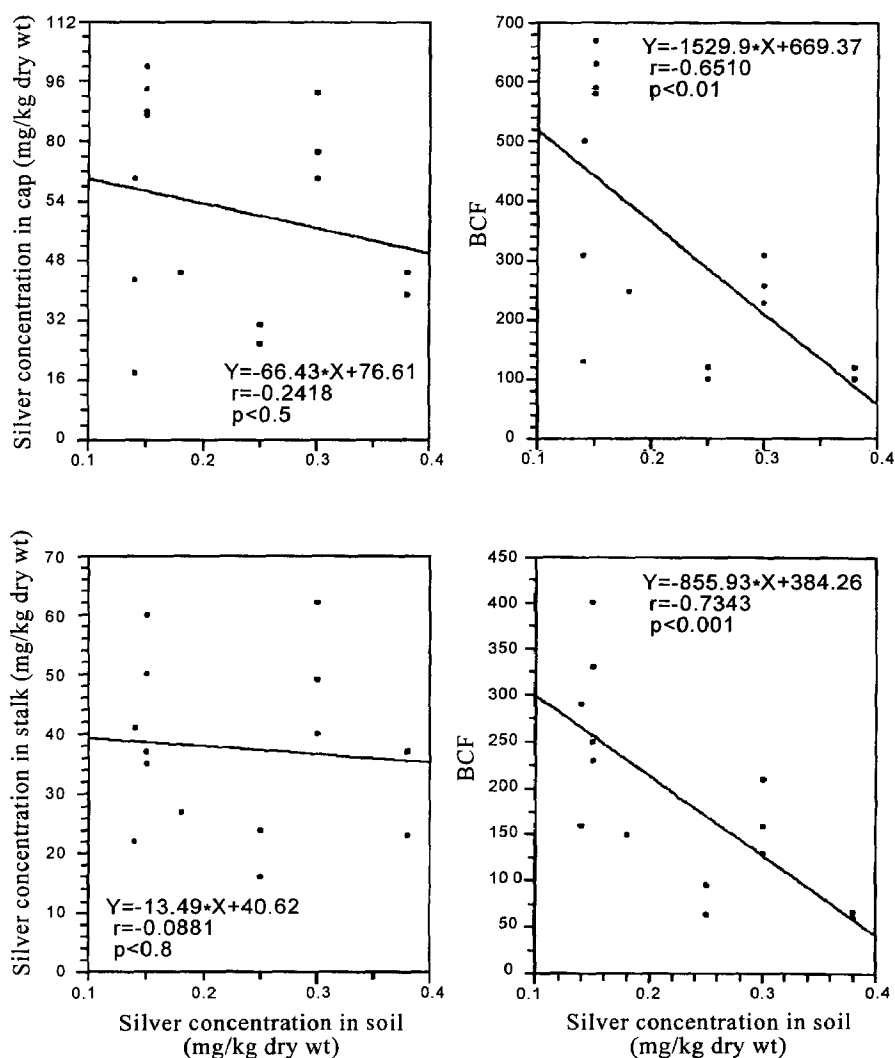 Silver concentration in cap (mg/kg dry wt)
112
96
80
64
48
32
16
0
0.1
0.2
0.3
0.4
Y=-66.43*X+76.61
r=-0.2418
p<0.5
BCF
700
600
500
400
300
200
100
0
0.1
0.2
0.3
0.4
Y=-1529.9*X+669.37
r=-0.6510
p<0.01
Silver concentration in stalk (mg/kg dry wt)
70
60
50
40
30
20
10
0
0.1
0.2
0.3
0.4
Y=-13.49*X+40.62
r=-0.0881
p<0.8
Silver concentration in soil
(mg/kg dry wt)
BCF
450
400
350
300
250
200
150
100
50
0
0.1
0.2
0.3
0.4
Y=-855.93*X+384.26
r=-0.7343
p<0.001
Silver concentration in soil
(mg/kg dry wt)